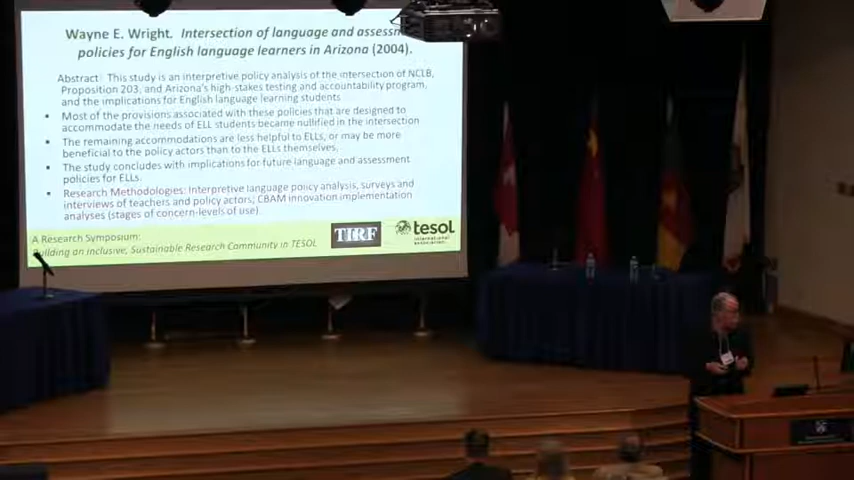 Wayne E. Wright. Intersection of language and assessm
policies for English language learners in Arizona (2004).
Abstract: This study is an interpretive policy analysis of the intersection of NCLB,
Proposition 203, and Arizona's high-stakes testing and accountability program,
and the implications for English language learning students
• Most of the provisions associated with these policies that are designed to
accommodate the needs of ELL students became nullified in the intersection
• The remaining accommodations are less helpful to ELLs, or may be more
beneficial to the policy actors than to the ELLs themselves.
• The study concludes with implications for future language and assessment
policies for ELLs.
• Research Methodologies: Interpretive language policy analysis, surveys and
interviews of teachers and policy actors; CBAM innovation implementation
analyses (stages of concern-levels of use).
A Research Symposium:
Building an Inclusive, Sustainable Research Community in TESOL
TIRF
tesol
international
association